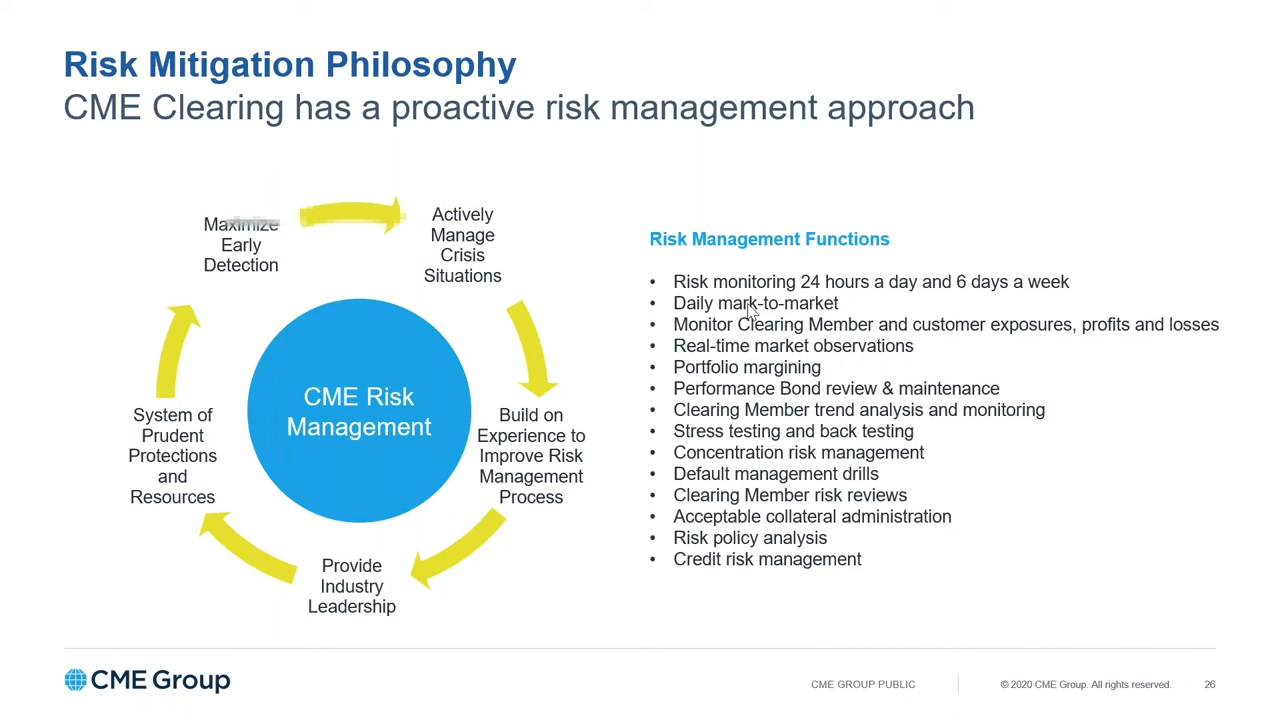 Risk Mitigation Philosophy
CME Clearing has a proactive risk management approach
Maximize
Early
Detection
Actively
Manage
Crisis
Situations
CME Risk
Management
System of
Prudent
Protections
and
Resources
Build on
Experience to
Improve Risk
Management
Process
Provide
Industry
Leadership
Risk Management Functions
• Risk monitoring 24 hours a day and 6 days a week
• Daily mark-to-market
• Monitor Clearing Member and customer exposures, profits and losses
• Real-time market observations
• Portfolio margining
• Performance Bond review & maintenance
• Clearing Member trend analysis and monitoring
• Stress testing and back testing
• Concentration risk management
• Default management drills
• Clearing Member risk reviews
• Acceptable collateral administration
• Risk policy analysis
• Credit risk management
CME Group
CME GROUP PUBLIC
© 2020 CME Group. All rights reserved.
26